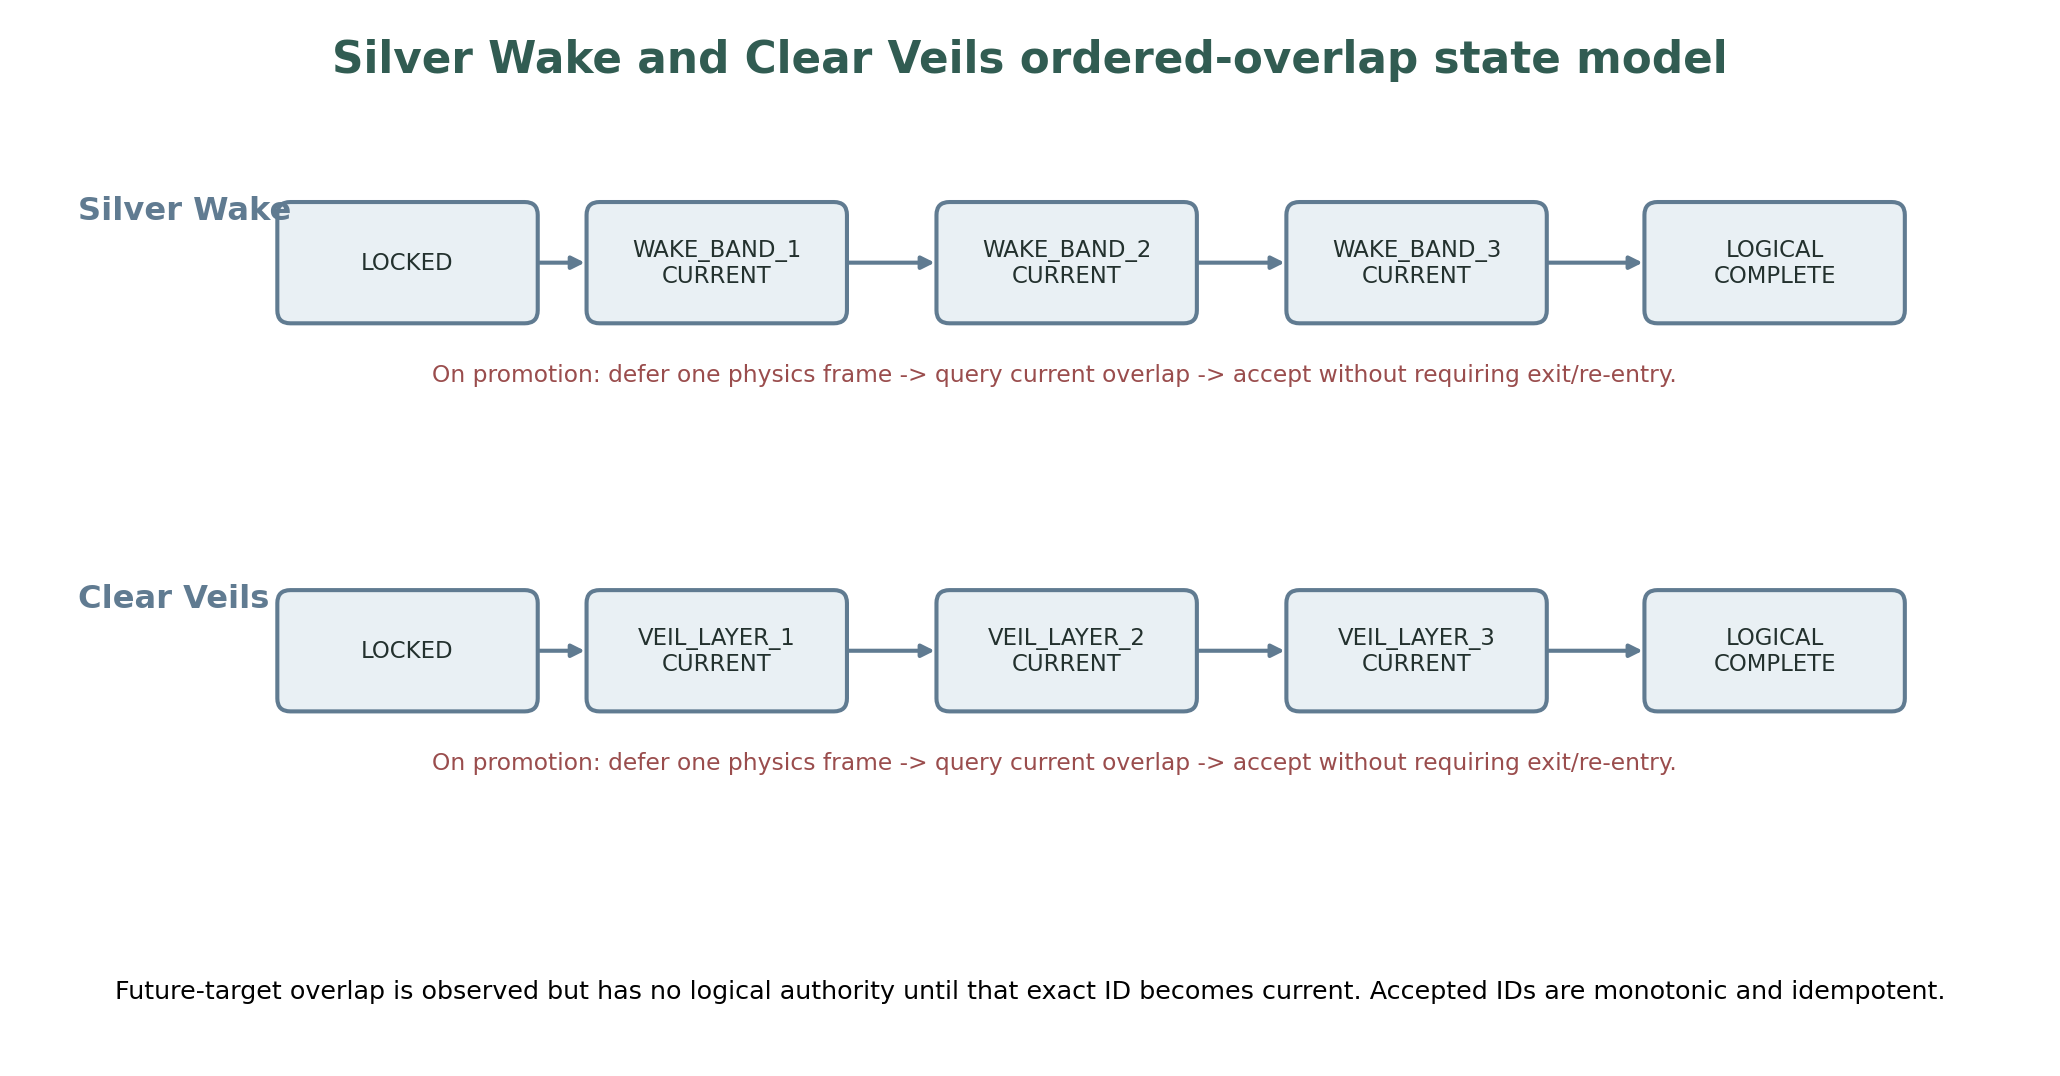 Silver Wake and Clear Veils ordered-overlap state model
Silver Wake
LOCKED
WAKE_BAND_1
CURRENT
WAKE_BAND_2
CURRENT
WAKE_BAND_3
CURRENT
LOGICAL
COMPLETE
On promotion: defer one physics frame -> query current overlap -> accept without requiring exit/re-entry.
Clear Veils
LOCKED
VEIL_LAYER_1
CURRENT
VEIL_LAYER_2
CURRENT
VEIL_LAYER_3
CURRENT
LOGICAL
COMPLETE
On promotion: defer one physics frame -> query current overlap -> accept without requiring exit/re-entry.
Future-target overlap is observed but has no logical authority until that exact ID becomes current. Accepted IDs are monotonic and idempotent.